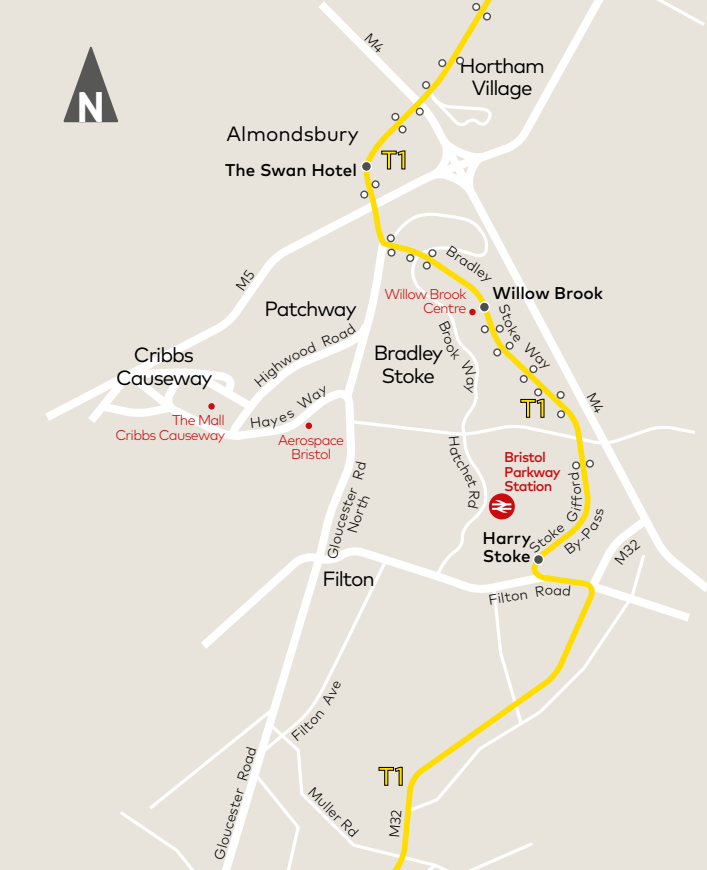 M4
Hortham
Village
N
Almondsbury
T1
The Swan Hotel
Bradley
M5
Willow Brook
Centre
Willow Brook
Stoke Way
Patchway
Highwood Road
Brook Way
Bradley
Stoke
Cribbs
Causeway
Hayes Way
T1
M4
The Mall
Cribbs Causeway
Aerospace
Bristol
Hatchet Rd
Bristol
Parkway
Station
Gloucester Rd
North
Stoke Gifford
By-Pass
Harry
Stoke
M32
Filton
Filton Road
Filton Ave
T1
Gloucester Road
Muller Rd
M32